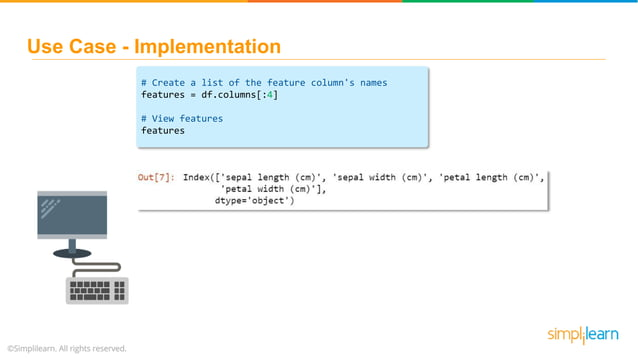 Use Case - Implementation
# Create a list of the feature column's names
features = df.columns[:4]
# View features
features
Out[7]: Index(['sepal length (cm)', 'sepal width (cm)', 'petal length (cm)',
'petal width (cm)'],
dtype='object')
©Simplilearn. All rights reserved.
simplilearn